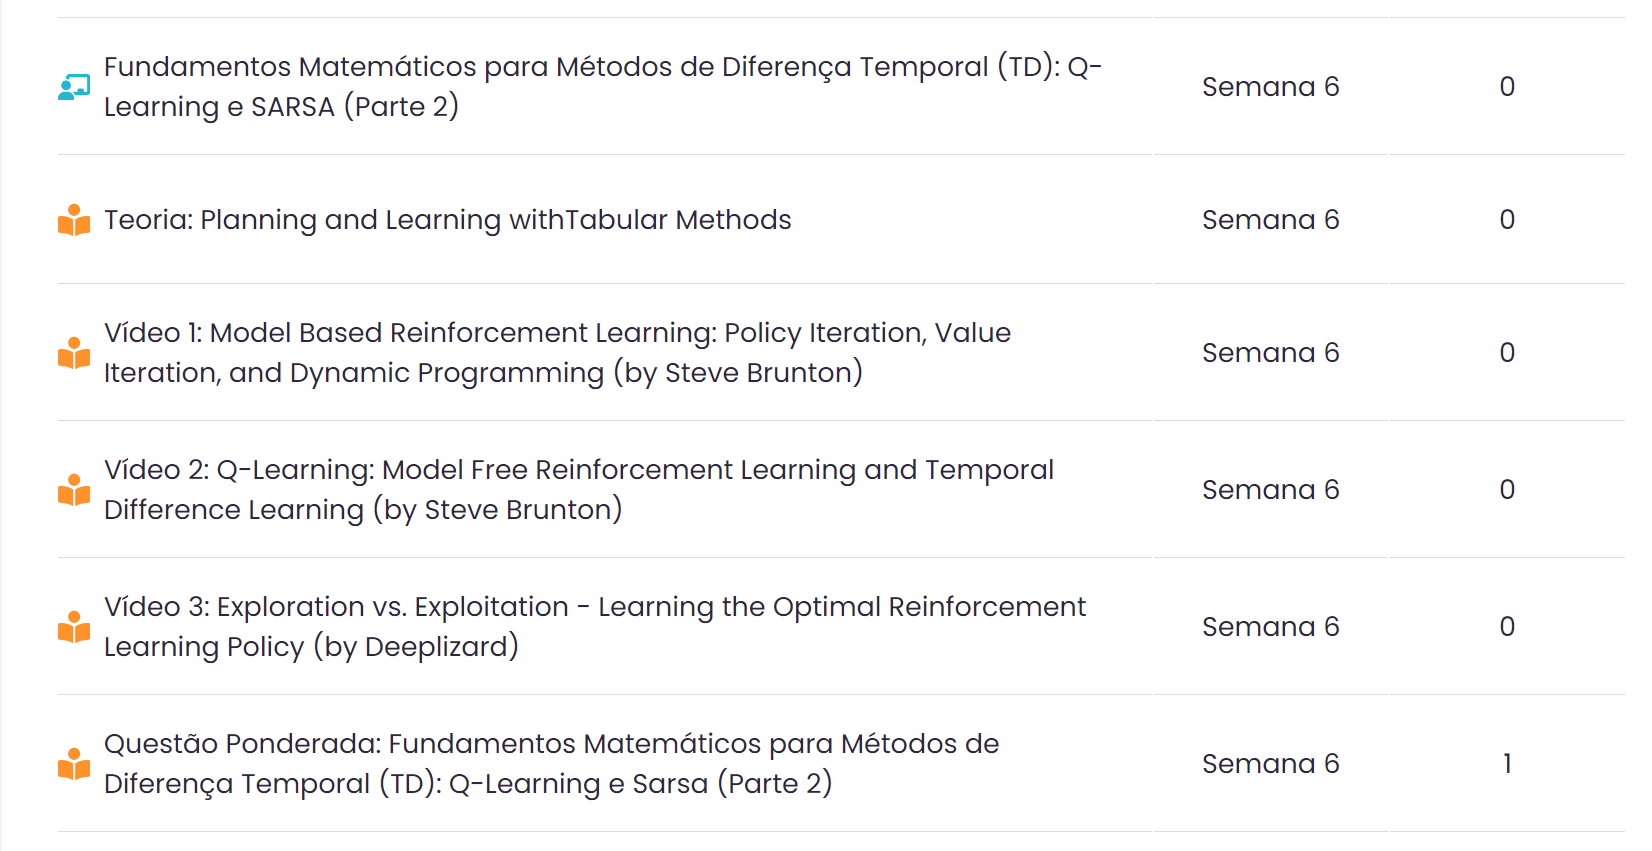 Fundamentos Matemáticos para Métodos de Diferença Temporal (TD): Q-
Learning e SARSA (Parte 2)
Semana 6
0
Teoria: Planning and Learning withTabular Methods
Semana 6
0
Vídeo 1: Model Based Reinforcement Learning: Policy Iteration, Value
Iteration, and Dynamic Programming (by Steve Brunton)
Semana 6
0
Vídeo 2: Q-Learning: Model Free Reinforcement Learning and Temporal
Difference Learning (by Steve Brunton)
Semana 6
0
Vídeo 3: Exploration vs. Exploitation - Learning the Optimal Reinforcement
Learning Policy (by Deeplizard)
Semana 6
0
Questão Ponderada: Fundamentos Matemáticos para Métodos de
Diferença Temporal (TD): Q-Learning e Sarsa (Parte 2)
Semana 6
1